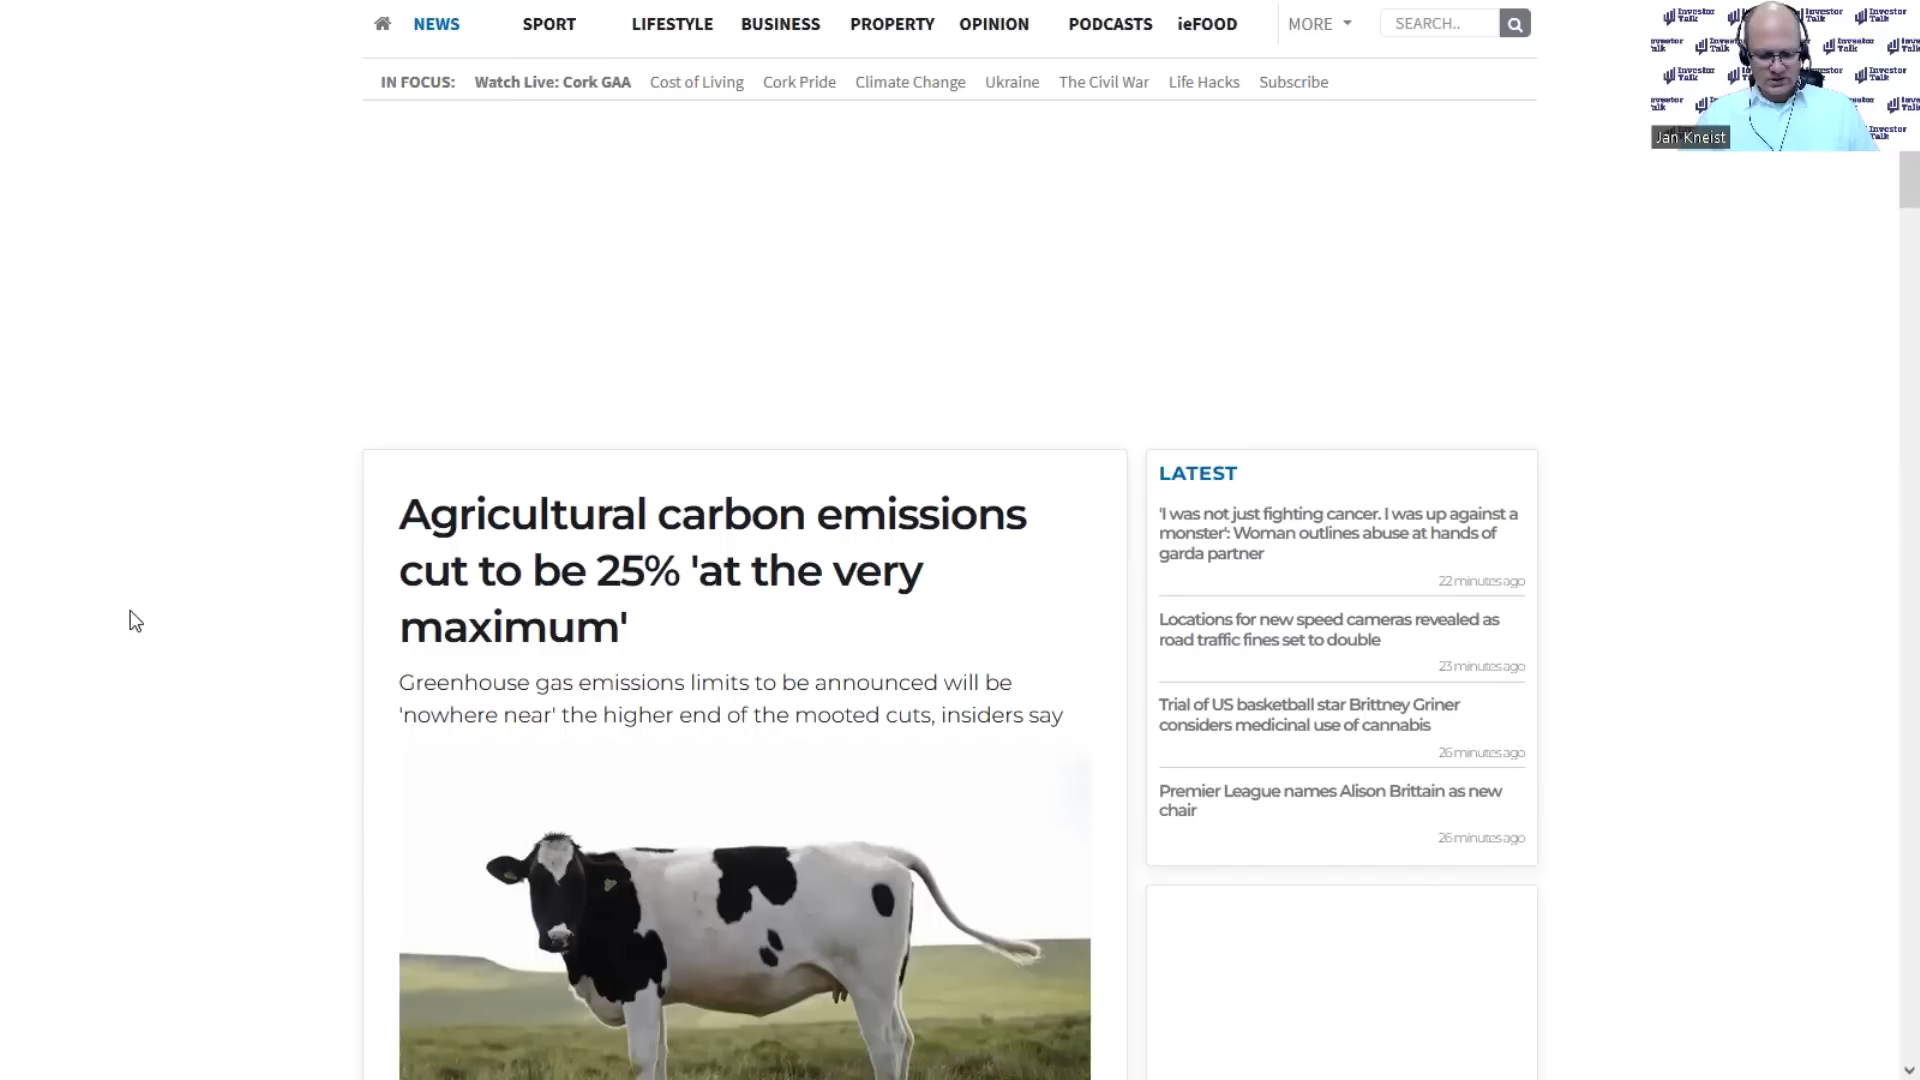 NEWS SPORT LIFESTYLE BUSINESS PROPERTY OPINION PODCASTS ieFOOD MORE SEARCH..
IN FOCUS: Watch Live: Cork GAA Cost of Living Cork Pride Climate Change Ukraine The Civil War Life Hacks Subscribe
Investor Talk
Jan Kneist
Agricultural carbon emissions
cut to be 25% 'at the very
maximum'
Greenhouse gas emissions limits to be announced will be
'nowhere near' the higher end of the mooted cuts, insiders say
LATEST
'I was not just fighting cancer. I was up against a
monster': Woman outlines abuse at hands of
garda partner
22 minutes ago
Locations for new speed cameras revealed as
road traffic fines set to double
23 minutes ago
Trial of US basketball star Brittney Griner
considers medicinal use of cannabis
26 minutes ago
Premier League names Alison Brittain as new
chair
26 minutes ago